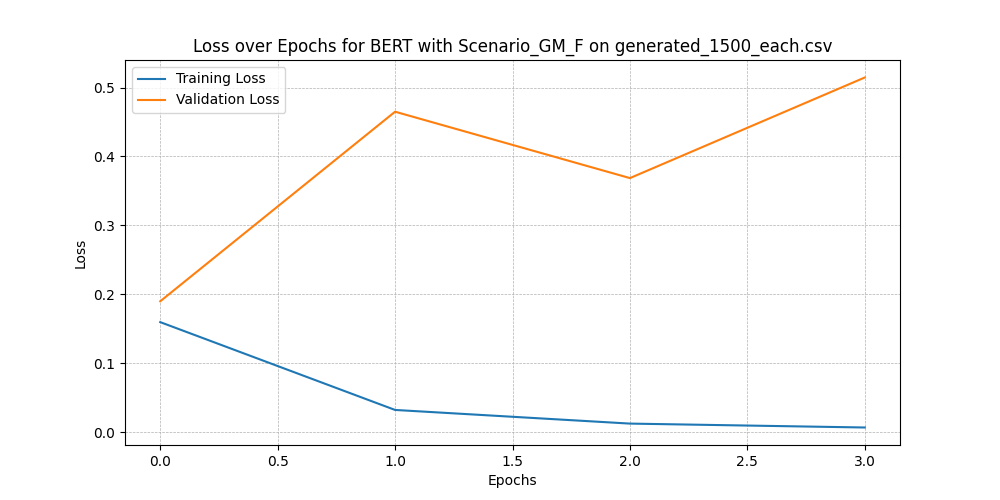 Loss over Epochs for BERT with Scenario_GM_F on generated_1500_each.csv
Training Loss
Validation Loss
0.5
0.4
0.3
0.2
0.1
0.0
Loss
0.0 0.5 1.0 1.5 2.0 2.5 3.0
Epochs